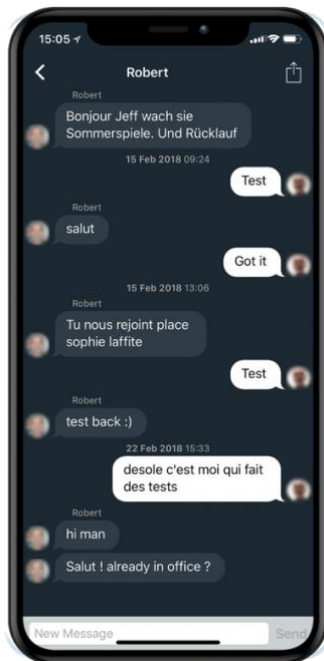 15:05
Robert
Robert
Bonjour Jeff wach sie
Sommerspiele. Und Rücklauf
15 Feb 2018 09:24
Test
Robert
salut
Got it
15 Feb 2018 13:06
Robert
Tu nous rejoint place
sophie laffite
Test
Robert
test back :)
22 Feb 2018 15:33
desole c'est moi qui fait
des tests
Robert
hi man
Salut ! already in office ?
New Message
Send